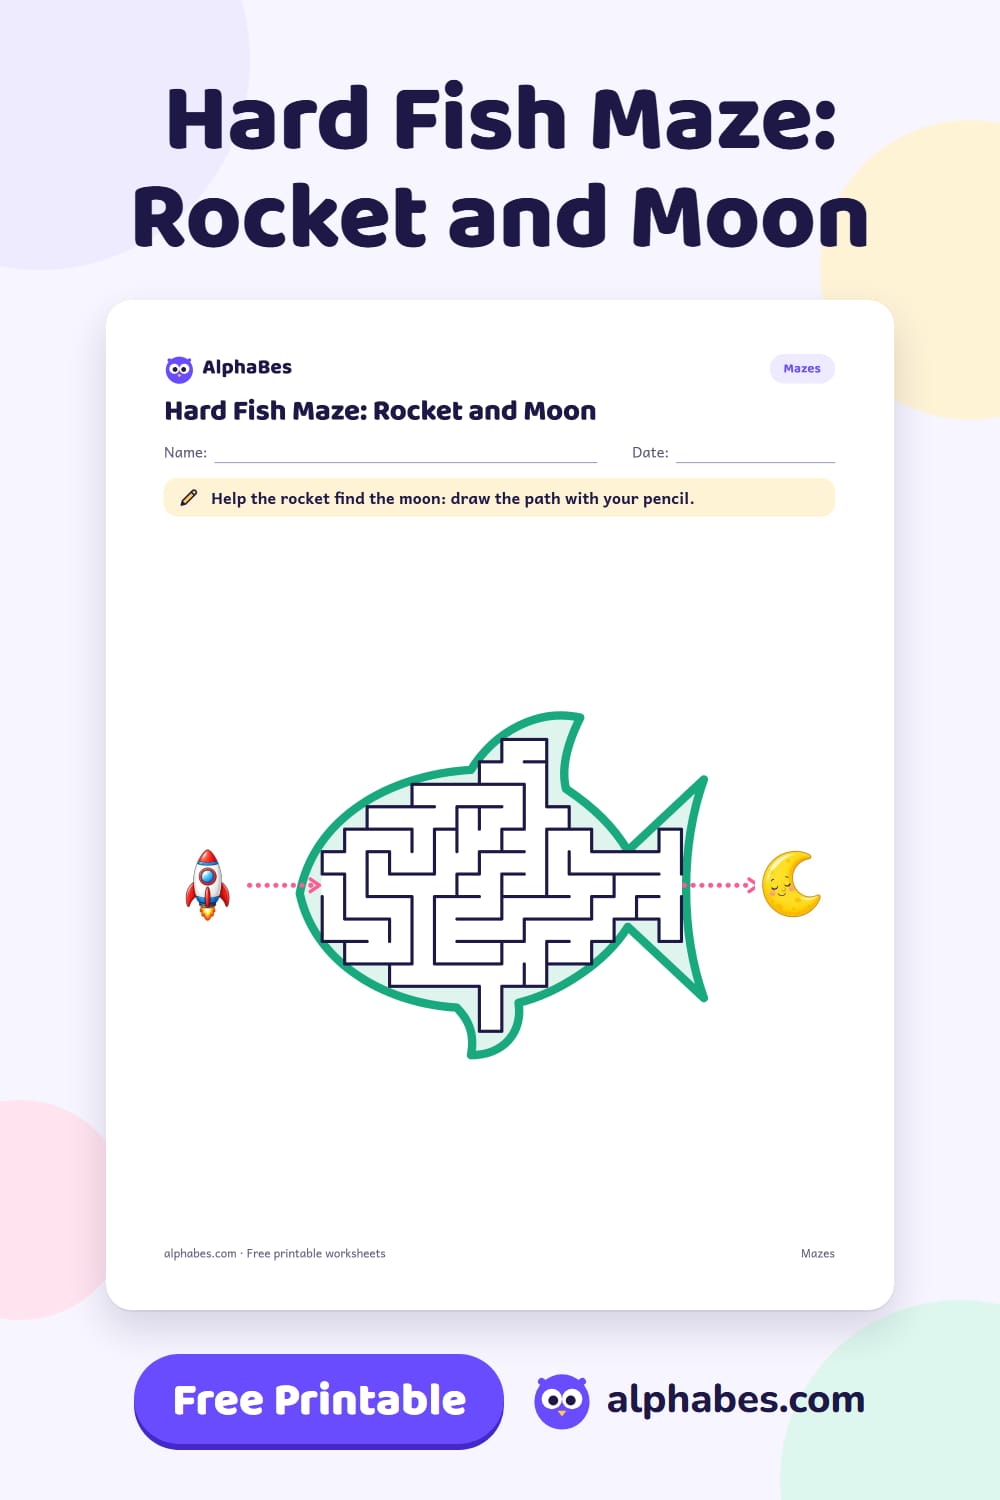 Hard Fish Maze:
Rocket and Moon
AlphaBes
Mazes
Hard Fish Maze: Rocket and Moon
Name:
Date:
Help the rocket find the moon: draw the path with your pencil.
alphabes.com · Free printable worksheets
Mazes
Free Printable
alphabes.com